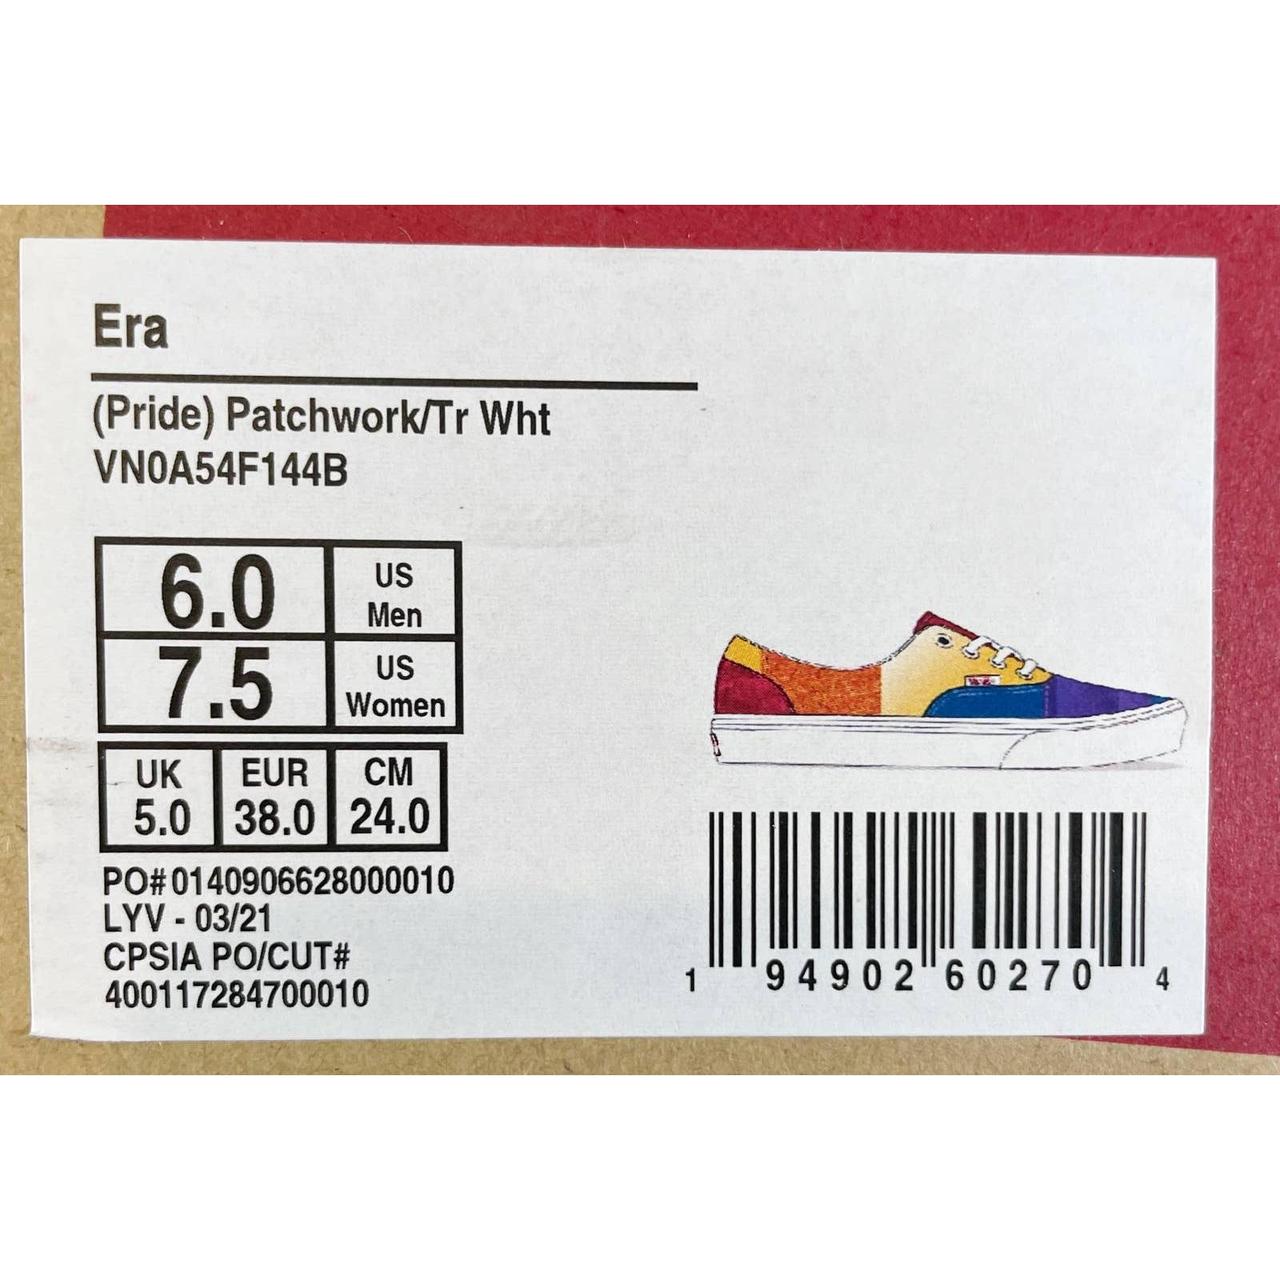 Era
(Pride) Patchwork/Tr Wht
VN0A54F144B
6.0 US Men
7.5 US Women
UK EUR CM
5.0 38.0 24.0
PO# 0140906628000010
LYV - 03/21
CPSIA PO/CUT#
400117284700010
1 94902 60270 4